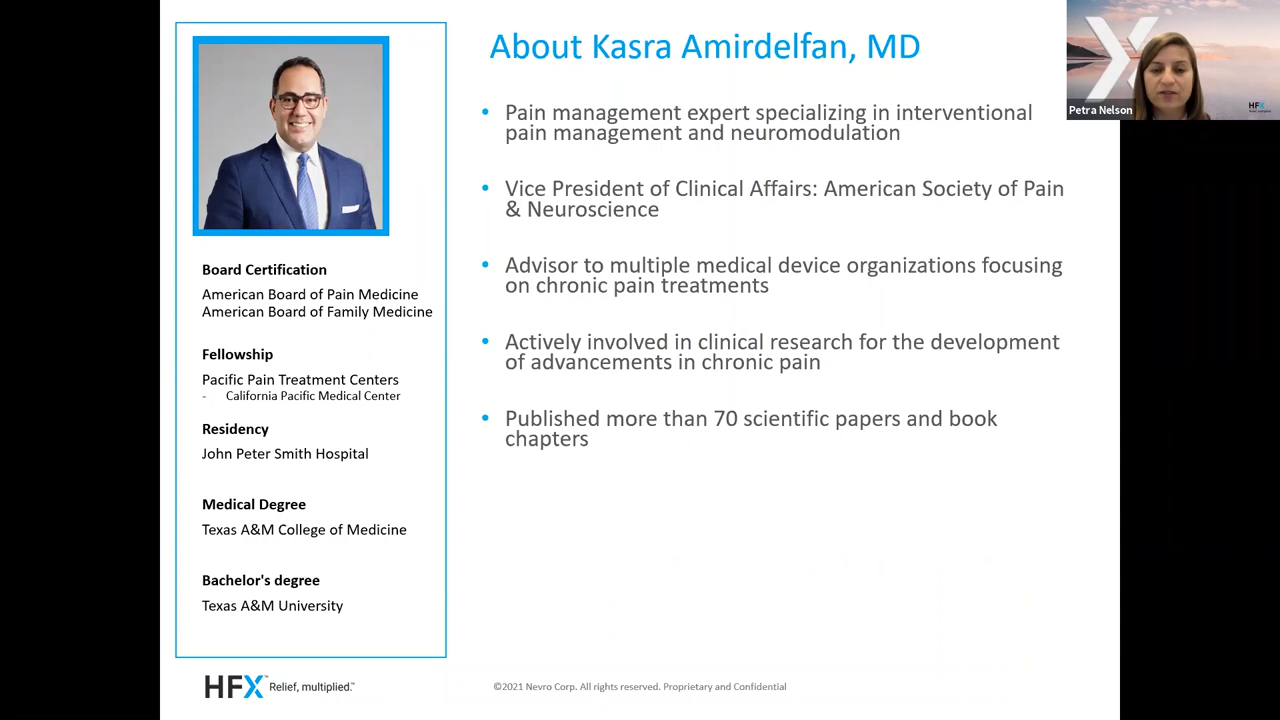 About Kasra Amirdelfan, MD
Petra Nelson
HFX
Board Certification
American Board of Pain Medicine
American Board of Family Medicine
Fellowship
Pacific Pain Treatment Centers
- California Pacific Medical Center
Residency
John Peter Smith Hospital
Medical Degree
Texas A&M College of Medicine
Bachelor's degree
Texas A&M University
• Pain management expert specializing in interventional
pain management and neuromodulation
• Vice President of Clinical Affairs: American Society of Pain
& Neuroscience
• Advisor to multiple medical device organizations focusing
on chronic pain treatments
• Actively involved in clinical research for the development
of advancements in chronic pain
• Published more than 70 scientific papers and book
chapters
HFX™ Relief, multiplied.™
©2021 Nevro Corp. All rights reserved. Proprietary and Confidential